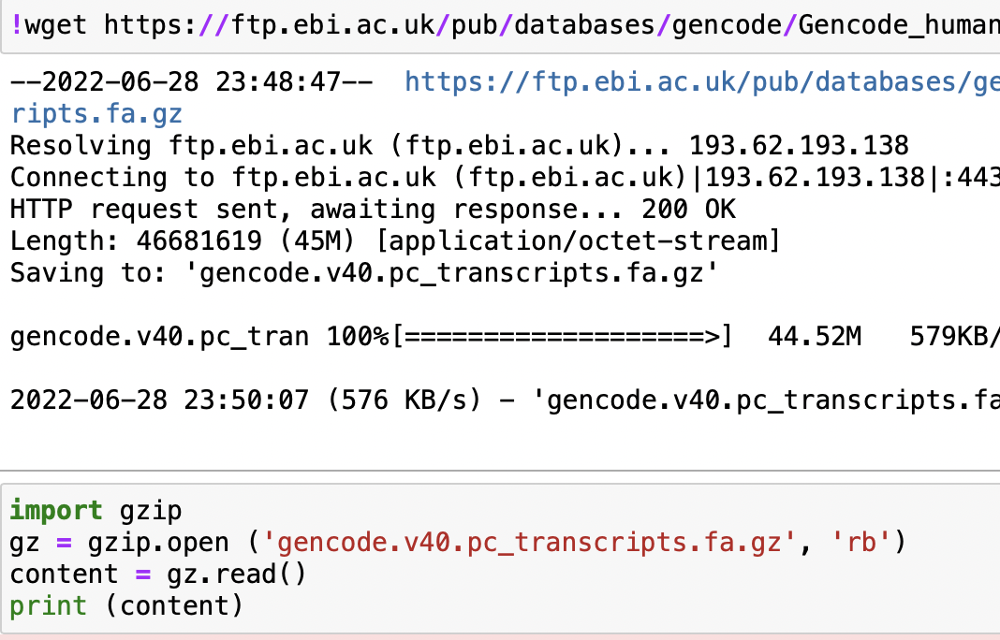 !wget https://ftp.ebi.ac.uk/pub/databases/gencode/Gencode_human
--2022-06-28 23:48:47--  https://ftp.ebi.ac.uk/pub/databases/ge
ripts.fa.gz
Resolving ftp.ebi.ac.uk (ftp.ebi.ac.uk)... 193.62.193.138
Connecting to ftp.ebi.ac.uk (ftp.ebi.ac.uk)|193.62.193.138|:443
HTTP request sent, awaiting response... 200 OK
Length: 46681619 (45M) [application/octet-stream]
Saving to: 'gencode.v40.pc_transcripts.fa.gz'
gencode.v40.pc_tran 100%[===================>]  44.52M   579KB/
2022-06-28 23:50:07 (576 KB/s) - 'gencode.v40.pc_transcripts.fa
import gzip
gz = gzip.open ('gencode.v40.pc_transcripts.fa.gz', 'rb')
content = gz.read()
print (content)